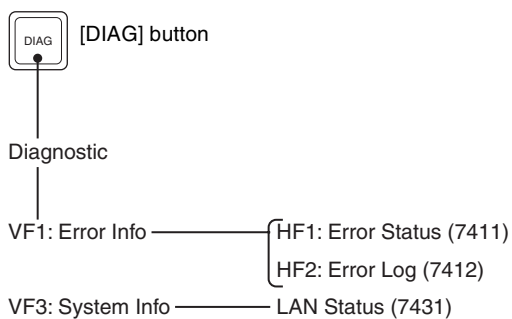 DIAG
[DIAG] button
Diagnostic
VF1: Error Info
HF1: Error Status (7411)
HF2: Error Log (7412)
VF3: System Info
LAN Status (7431)